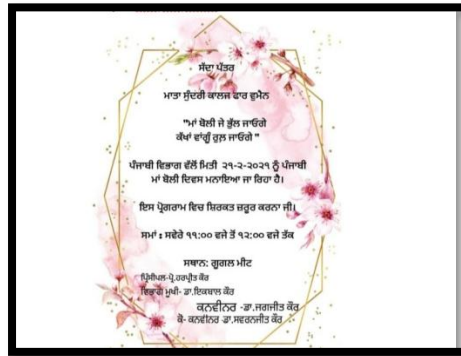 ਸੱਦਾ ਪੱਤਰ
ਮਾਤਾ ਸੁੰਦਰੀ ਕਾਲਜ ਫਾਰ ਵੁਮੈਨ
"ਮਾਂ ਬੋਲੀ ਜੇ ਭੁੱਲ ਜਾਓਗੇ
ਕੱਖਾਂ ਵਾਂਗੂੰ ਰੁਲ਼ ਜਾਓਗੇ "
ਪੰਜਾਬੀ ਵਿਭਾਗ ਵੱਲੋਂ ਮਿਤੀ ੨੧-੨-੨੦੨੧ ਨੂੰ ਪੰਜਾਬੀ
ਮਾਂ ਬੋਲੀ ਦਿਵਸ ਮਨਾਇਆ ਜਾ ਰਿਹਾ ਹੈ।
ਇਸ ਪ੍ਰੋਗਰਾਮ ਵਿਚ ਸ਼ਿਰਕਤ ਜ਼ਰੂਰ ਕਰਨਾ ਜੀ।
ਸਮਾਂ : ਸਵੇਰੇ ੧੧:੦੦ ਵਜੇ ਤੋਂ ੧੨:੦੦ ਵਜੇ ਤੱਕ
ਸਥਾਨ: ਗੂਗਲ ਮੀਟ
ਪ੍ਰਿੰਸੀਪਲ-ਪ੍ਰੋ.ਹਰਪ੍ਰੀਤ ਕੌਰ
ਵਿਭਾਗ ਮੁਖੀ- ਡਾ.ਇਕਬਾਲ ਕੌਰ
ਕਨਵੀਨਰ -ਡਾ.ਜਗਜੀਤ ਕੌਰ
ਕੋ- ਕਨਵੀਨਰ -ਡਾ.ਸਵਰਨਜੀਤ ਕੌਰ